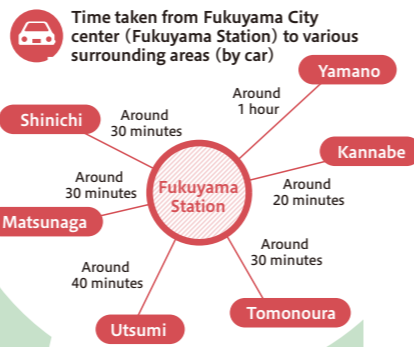 Time taken from Fukuyama City
center (Fukuyama Station) to various
surrounding areas (by car)
Yamano
Around
1 hour
Shinichi
Around
30 minutes
Kannabe
Around
20 minutes
Fukuyama
Station
Around
30 minutes
Matsunaga
Around
30 minutes
Tomonoura
Around
40 minutes
Utsumi